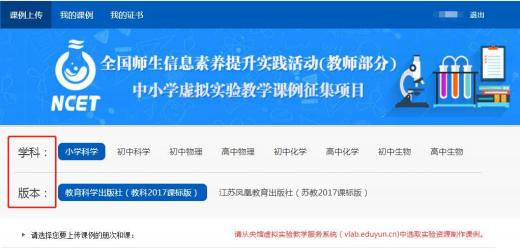 课例上传 我的课例 我的证书 退出
全国师生信息素养提升实践活动(教师部分)
中小学虚拟实验教学课例征集项目
NCET
学科： 小学科学 初中科学 初中物理 高中物理 初中化学 高中化学 初中生物 高中生物
版本： 教育科学出版社（教科2017课标版） 江苏凤凰教育出版社（苏教2017课标版）
请选择您要上传课例的册次和课： 请从央馆虚拟实验教学服务系统（vlab.eduyun.cn)中选取实验资源制作课例。